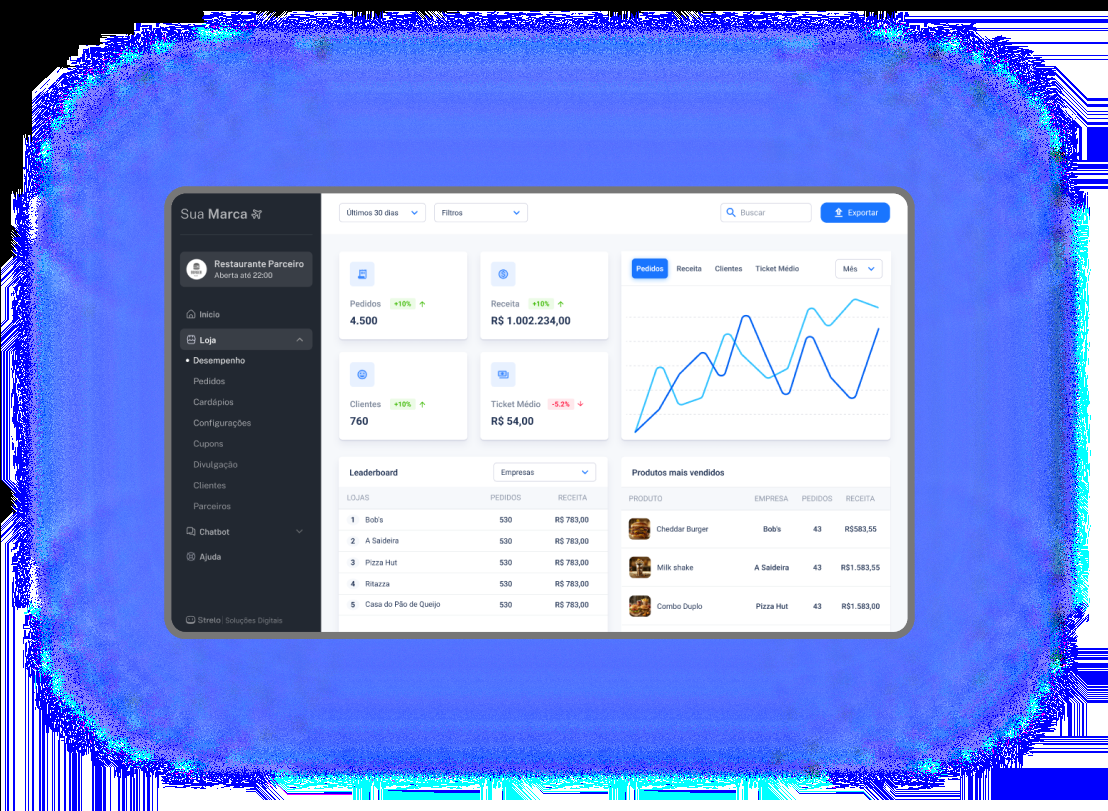 Sua Marca
Restaurante Parceiro
Aberta até 22:00
Início
Loja
Desempenho
Pedidos
Cardápios
Configurações
Cupons
Divulgação
Clientes
Parceiros
Chatbot
Ajuda
Strelo | Soluções Digitais
Últimos 30 dias
Filtros
Buscar
Exportar
Pedidos +10%
4.500
Receita +10%
R$ 1.002.234,00
Clientes +10%
760
Ticket Médio -5.2%
R$ 54,00
Pedidos Receita Clientes Ticket Médio Mês
Leaderboard Empresas
LOJAS PEDIDOS RECEITA
1 Bob's 530 R$ 783,00
2 A Saideira 530 R$ 783,00
3 Pizza Hut 530 R$ 783,00
4 Ritazza 530 R$ 783,00
5 Casa do Pão de Queijo 530 R$ 783,00
Produtos mais vendidos
PRODUTO EMPRESA PEDIDOS RECEITA
Cheddar Burger Bob's 43 R$583,55
Milk shake A Saideira 43 R$1.583,55
Combo Duplo Pizza Hut 43 R$1.583,00